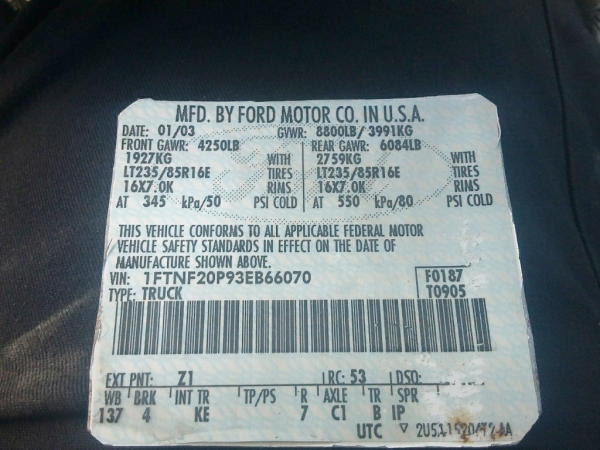 MFD. BY FORD MOTOR CO. IN U.S.A.
DATE: 01/03 GVWR: 8800LB/ 3991KG
FRONT GAWR: 4250LB REAR GAWR: 6084LB
1927KG WITH 2759KG WITH
LT235/85R16E TIRES LT235/85R16E TIRES
16X7.0K RIMS 16X7.0K RIMS
AT 345 kPa/50 PSI COLD AT 550 kPa/80 PSI COLD
THIS VEHICLE CONFORMS TO ALL APPLICABLE FEDERAL MOTOR
VEHICLE SAFETY STANDARDS IN EFFECT ON THE DATE OF
MANUFACTURE SHOWN ABOVE.
VIN: 1FTNF20P93EB66070 F0187
TYPE: TRUCK T0905
EXT PNT: Z1 RC: 53 DSO:
WB BRK INT TR TP/PS R AXLE TR SPR
137 4 KE 7 C1 B IP
UTC